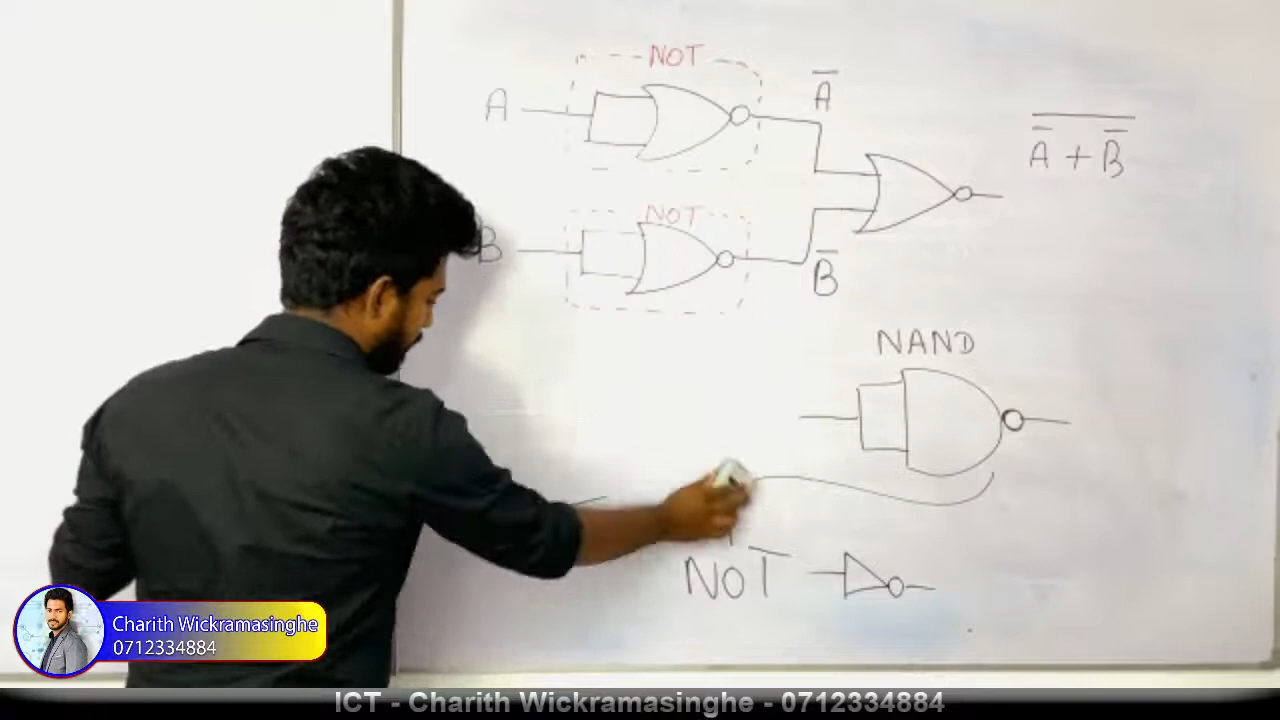 NOT
A
A̅
NOT
B
B̅
A̅ + B̅
NAND
NOT
Charith Wickramasinghe
0712334884
ICT - Charith Wickramasinghe - 0712334884